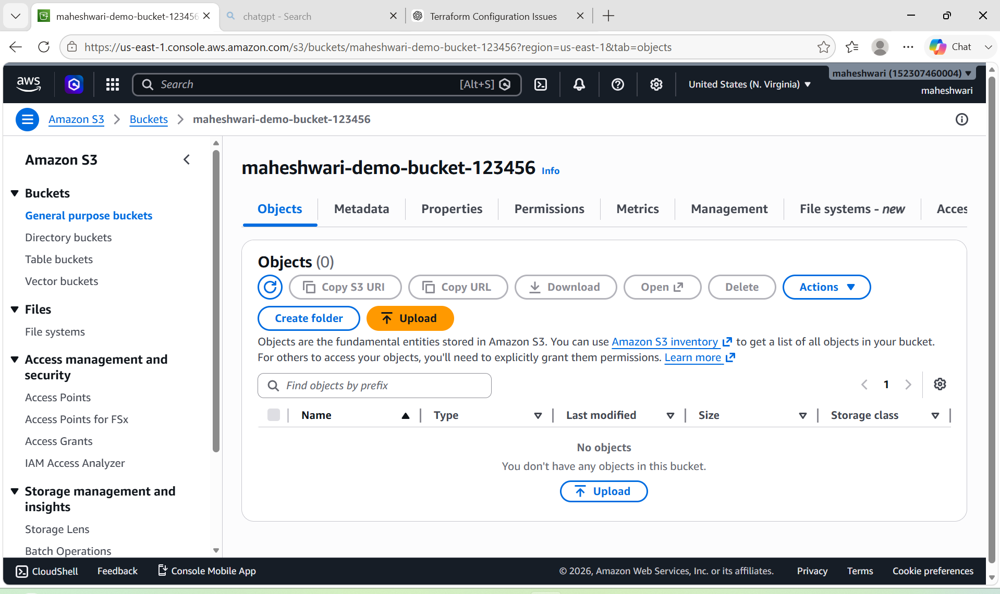 maheshwari-demo-bucket-123456
chatgpt - Search
Terraform Configuration Issues
https://us-east-1.console.aws.amazon.com/s3/buckets/maheshwari-demo-bucket-123456?region=us-east-1&tab=objects
Chat
aws
Search
[Alt+S]
United States (N. Virginia)
maheshwari (152307460004)
maheshwari
Amazon S3
Buckets
maheshwari-demo-bucket-123456
Amazon S3
Buckets
General purpose buckets
Directory buckets
Table buckets
Vector buckets
Files
File systems
Access management and
security
Access Points
Access Points for FSx
Access Grants
IAM Access Analyzer
Storage management and
insights
Storage Lens
Batch Operations
maheshwari-demo-bucket-123456 Info
Objects Metadata Properties Permissions Metrics Management File systems - new Acces
Objects (0)
Copy S3 URI Copy URL Download Open Delete Actions
Create folder Upload
Objects are the fundamental entities stored in Amazon S3. You can use Amazon S3 inventory to get a list of all objects in your bucket.
For others to access your objects, you'll need to explicitly grant them permissions. Learn more
Find objects by prefix
1
Name Type Last modified Size Storage class
No objects
You don't have any objects in this bucket.
Upload
CloudShell Feedback Console Mobile App © 2026, Amazon Web Services, Inc. or its affiliates. Privacy Terms Cookie preferences